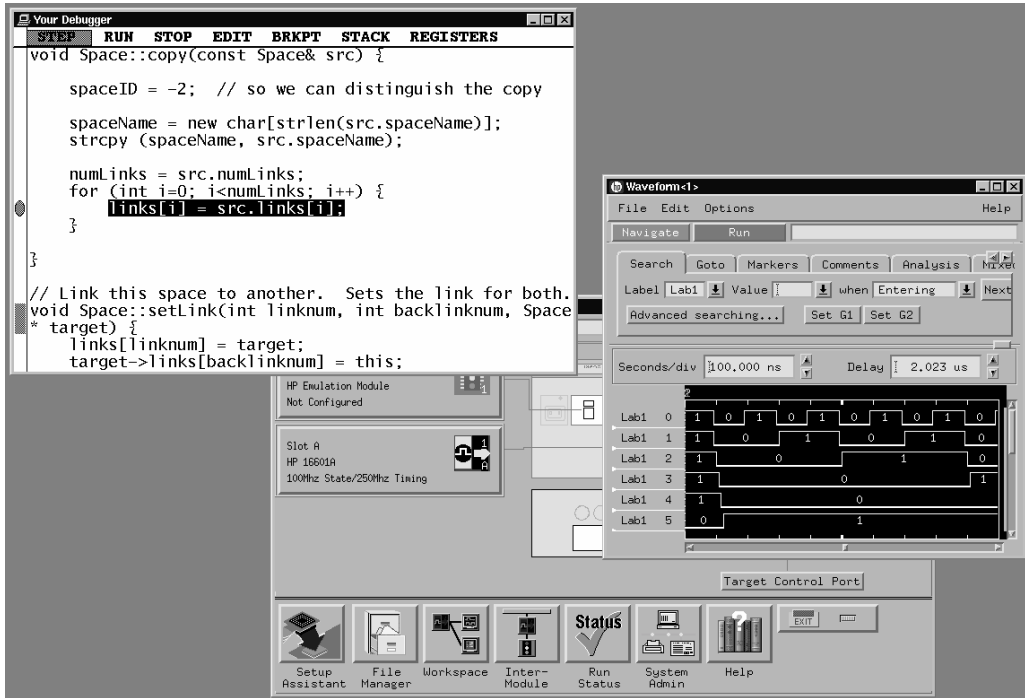 Your Debugger
STEP RUN STOP EDIT BRKPT STACK REGISTERS
void Space::copy(const Space& src) {
spaceID = -2;  // so we can distinguish the copy
spaceName = new char[strlen(src.spaceName)];
strcpy (spaceName, src.spaceName);
numLinks = src.numLinks;
for (int i=0; i<numLinks; i++) {
links[i] = src.links[i];
}
}
// Link this space to another.  Sets the link for both.
void Space::setLink(int linknum, int backlinknum, Space
* target) {
links[linknum] = target;
target->links[backlinknum] = this;
Waveform<1>
File Edit Options Help
Navigate Run
Search Goto Markers Comments Analysis Mixed
Label Lab1 Value when Entering Next
Advanced searching... Set G1 Set G2
Seconds/div 100.000 ns Delay 2.023 us
2
Lab1 0 1 0 1 0 1 0 1 0 1 0
Lab1 1 1 0 1 0 1 0
Lab1 2 1 0 1 0
Lab1 3 1 0 1
Lab1 4 1 0
Lab1 5 0 1
HP Emulation Module
Not Configured
1
Slot A
HP 16601A
100Mhz State/250Mhz Timing
1
A
Target Control Port
Status
?
EXIT
Setup
Assistant
File
Manager
Workspace
Inter-
Module
Run
Status
System
Admin
Help